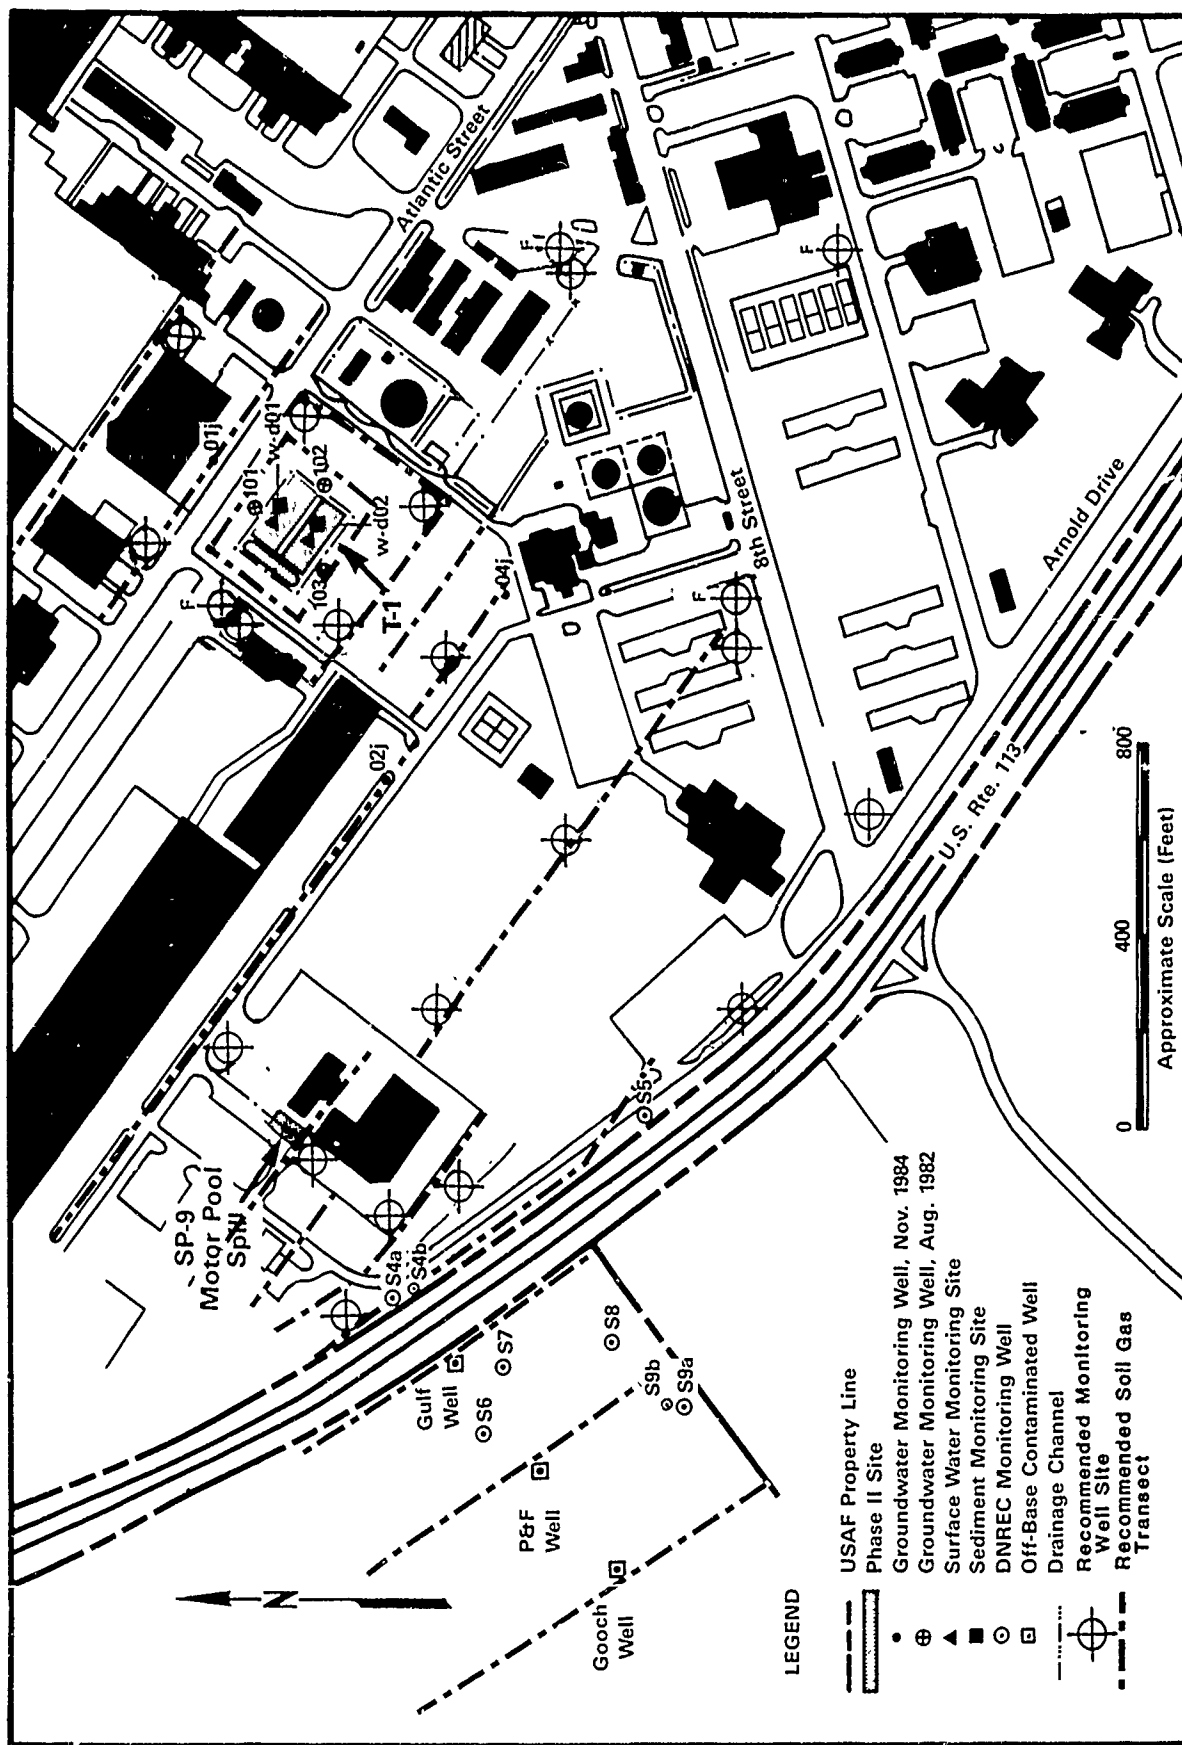 Atlantic Street
01j
w-d01
101
102
w-d02
103
T-1
F
F
F
F
04j
02j
8th Street
Arnold Drive
U.S. Rte. 113
SP-9
Motor Pool
Spill
S4a
S4b
S5
Gulf
Well
S7
S6
S8
S9b
S9a
P&F
Well
Gooch
Well
N
LEGEND
USAF Property Line
Phase II Site
Groundwater Monitoring Well, Nov. 1984
Groundwater Monitoring Well, Aug. 1982
Surface Water Monitoring Site
Sediment Monitoring Site
DNREC Monitoring Well
Off-Base Contaminated Well
Drainage Channel
Recommended Monitoring
Well Site
Recommended Soil Gas
Transect
0 400 800
Approximate Scale (Feet)